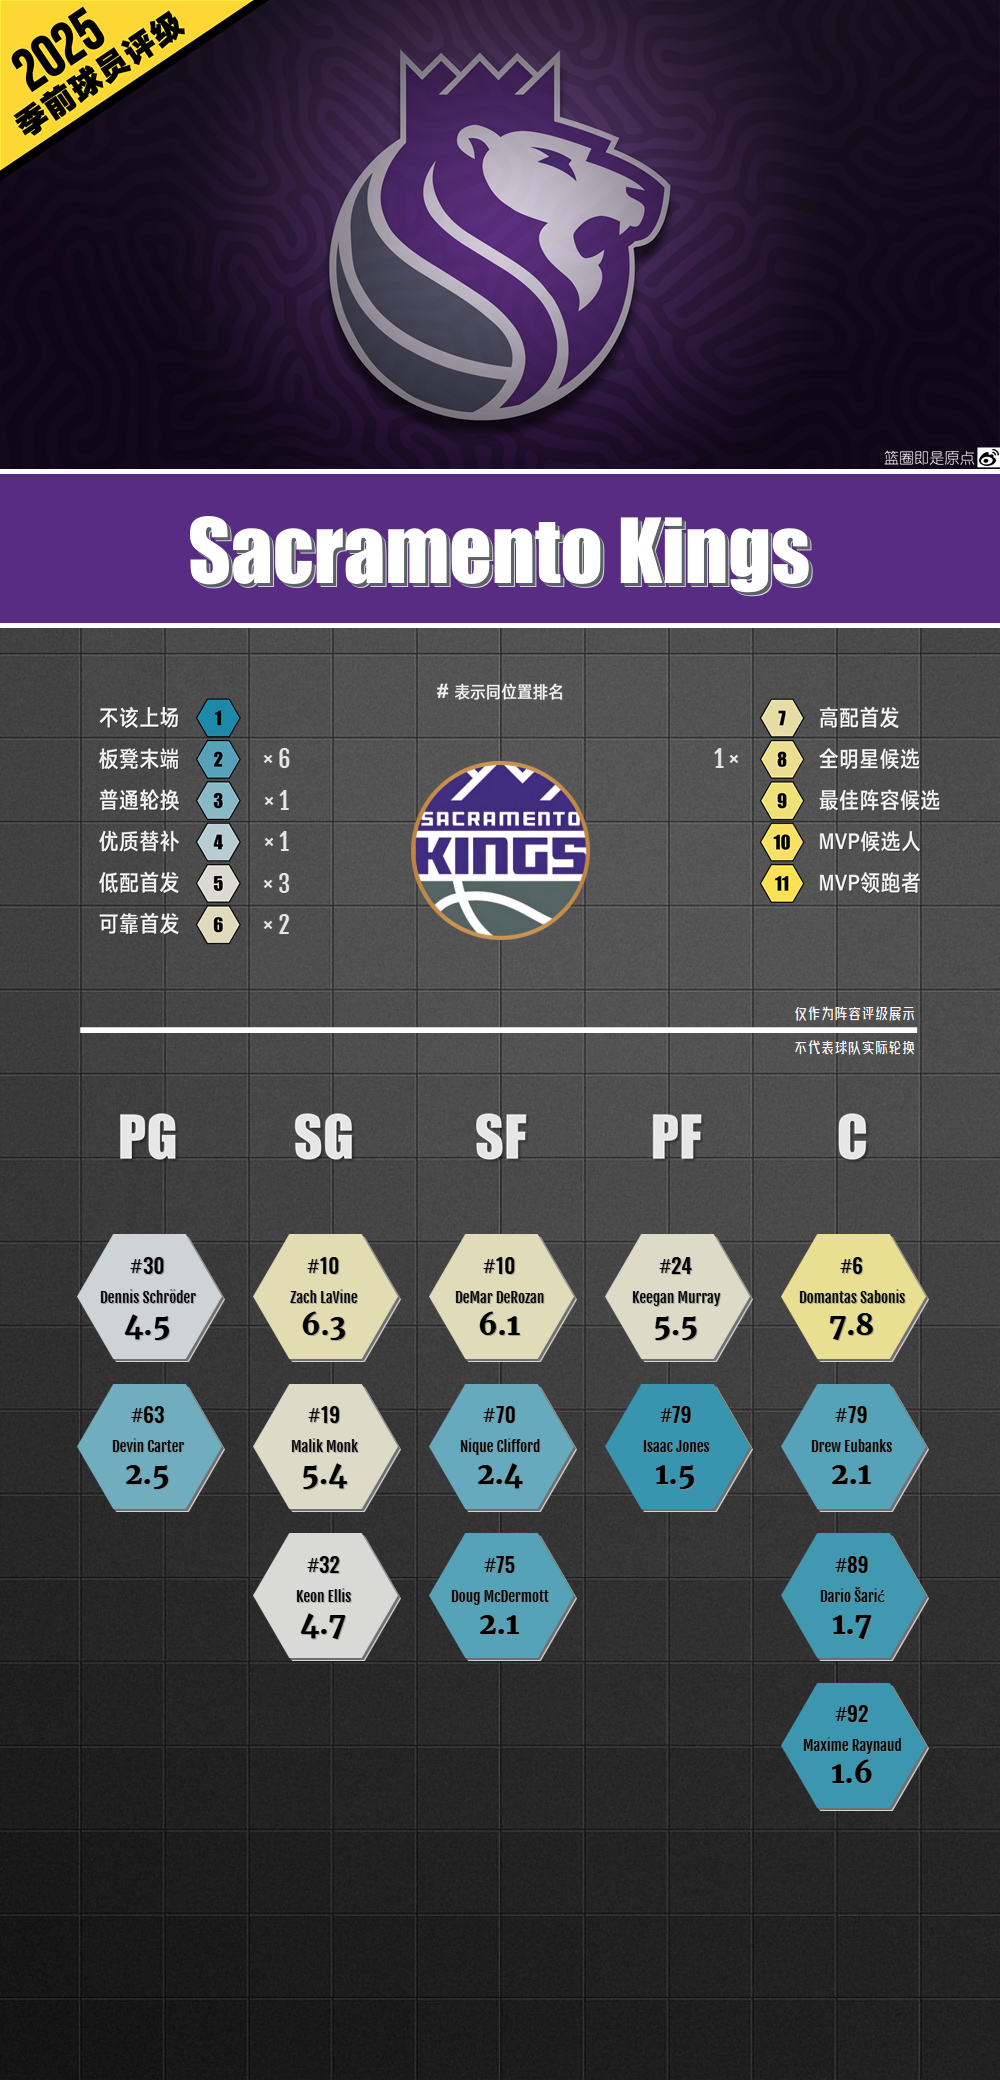 2025
季前球员评级
篮圈即是原点
Sacramento Kings
# 表示同位置排名
不该上场 1
板凳末端 2 ×6
普通轮换 3 ×1
优质替补 4 ×1
低配首发 5 ×3
可靠首发 6 ×2
7 高配首发
1× 8 全明星候选
9 最佳阵容候选
10 MVP候选人
11 MVP领跑者
SACRAMENTO
KINGS
仅作为阵容评级展示
不代表球队实际轮换
PG SG SF PF C
#30 #10 #10 #24 #6
Dennis Schröder Zach LaVine DeMar DeRozan Keegan Murray Domantas Sabonis
4.5 6.3 6.1 5.5 7.8
#63 #19 #70 #79 #79
Devin Carter Malik Monk Nique Clifford Isaac Jones Drew Eubanks
2.5 5.4 2.4 1.5 2.1
#32 #75 #89
Keon Ellis Doug McDermott Dario Šarić
4.7 2.1 1.7
#92
Maxime Raynaud
1.6